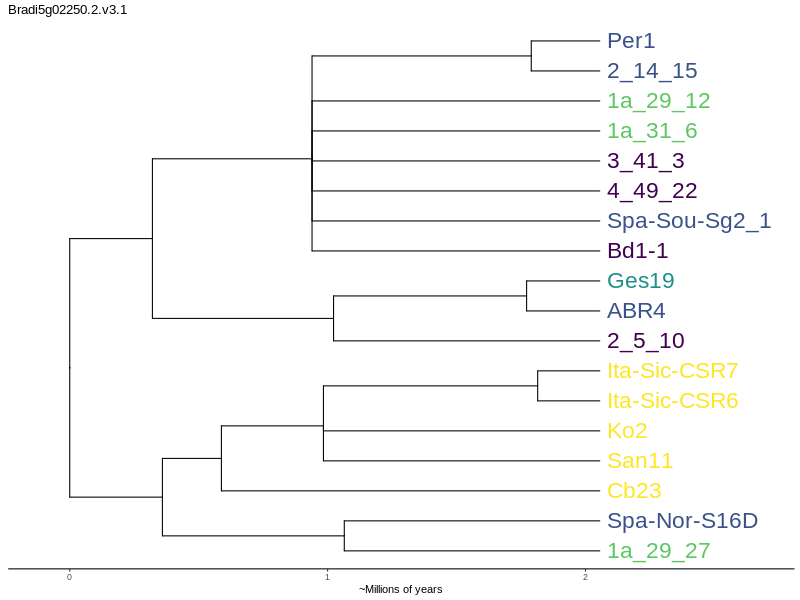 Bradi5g02250.2.v3.1
Per1
2_14_15
1a_29_12
1a_31_6
3_41_3
4_49_22
Spa-Sou-Sg2_1
Bd1-1
Ges19
ABR4
2_5_10
Ita-Sic-CSR7
Ita-Sic-CSR6
Ko2
San11
Cb23
Spa-Nor-S16D
1a_29_27
0 1 2
~Millions of years